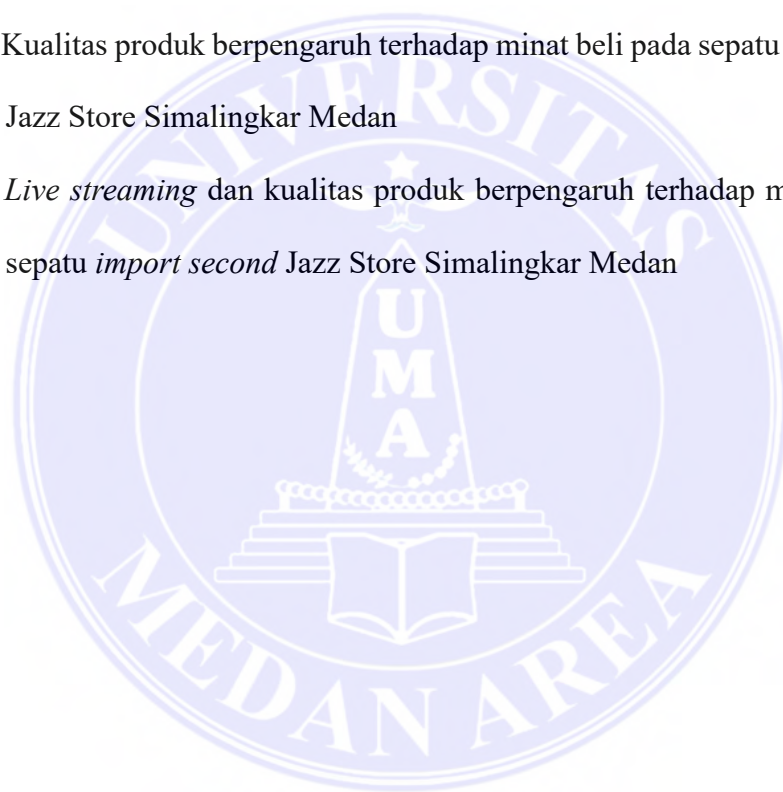 Kualitas produk berpengaruh terhadap minat beli pada sepatu
Jazz Store Simalingkar Medan
Live streaming dan kualitas produk berpengaruh terhadap m
sepatu import second Jazz Store Simalingkar Medan
UNIVERSITAS
UMA
MEDAN AREA